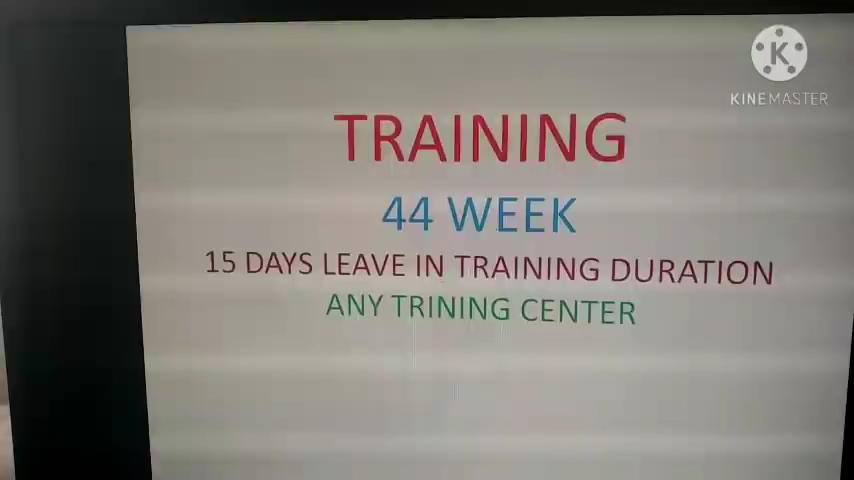 KINEMASTER
TRAINING
44 WEEK
15 DAYS LEAVE IN TRAINING DURATION
ANY TRINING CENTER